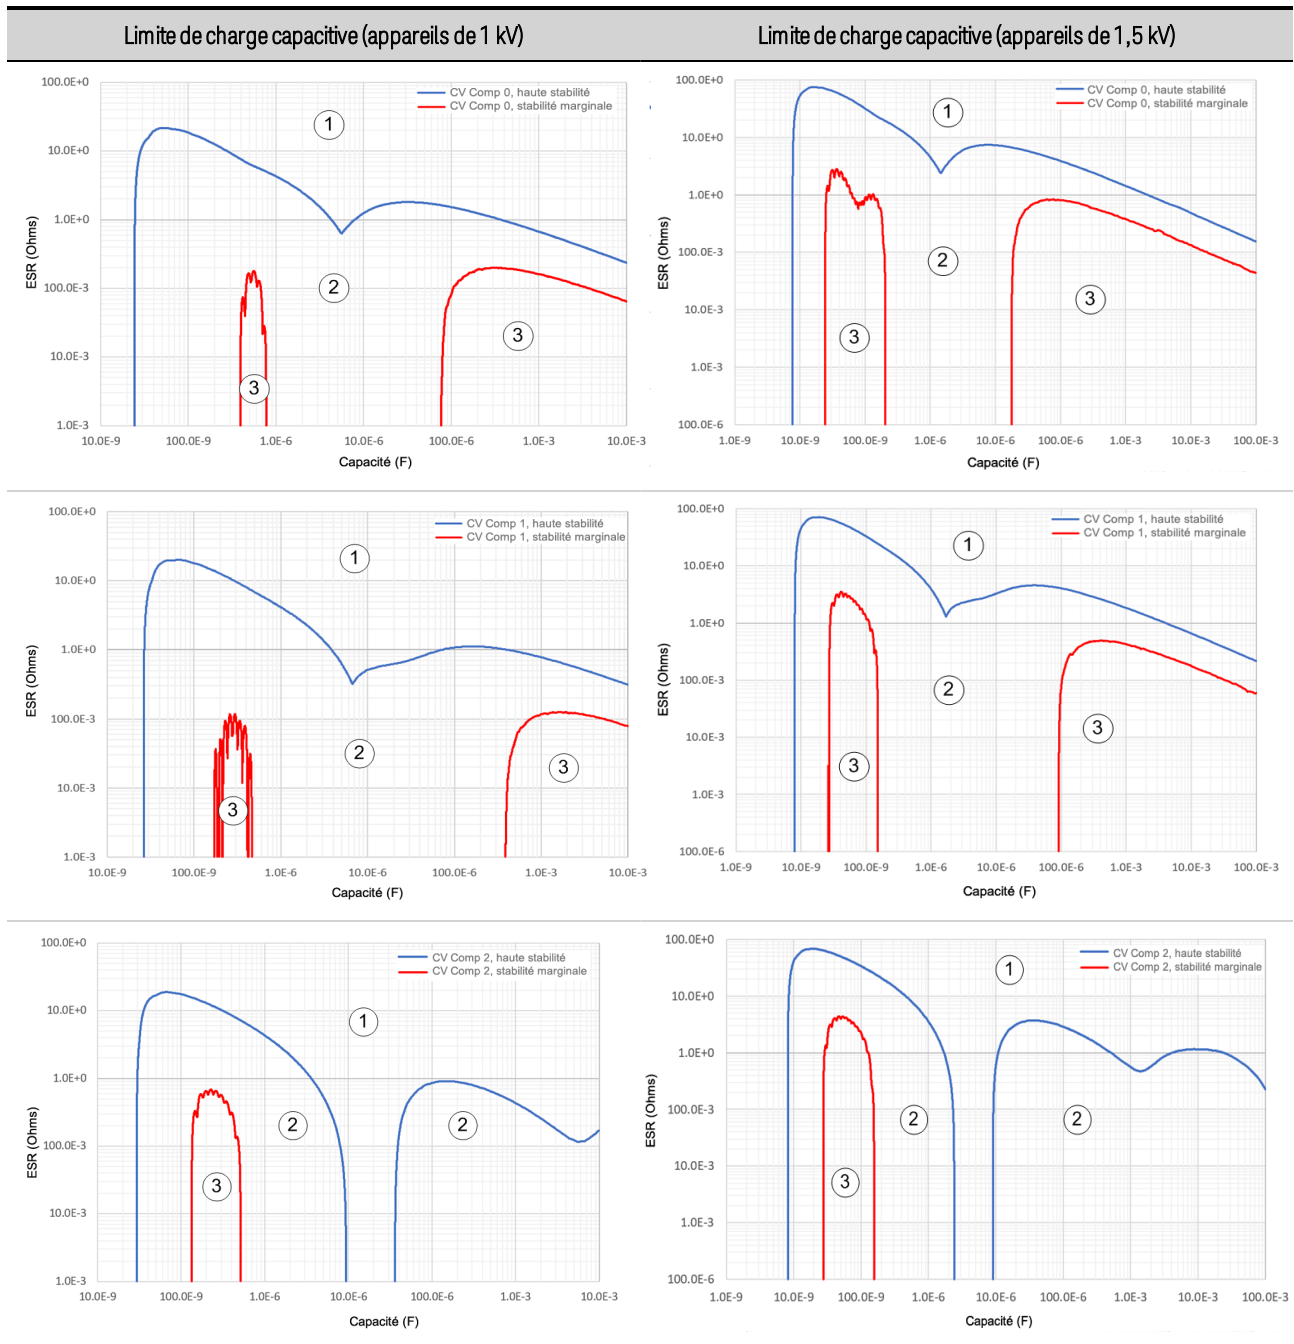 Limite de charge capacitive (appareils de 1 kV)
Limite de charge capacitive (appareils de 1,5 kV)
100.0E+0
10.0E+0
1.0E+0
100.0E-3
10.0E-3
1.0E-3
ESR (Ohms)
CV Comp 0, haute stabilité
CV Comp 0, stabilité marginale
1
2
3
3
10.0E-9 100.0E-9 1.0E-6 10.0E-6 100.0E-6 1.0E-3 10.0E-3
Capacité (F)
100.0E+0
10.0E+0
1.0E+0
100.0E-3
10.0E-3
1.0E-3
100.0E-6
ESR (Ohms)
CV Comp 0, haute stabilité
CV Comp 0, stabilité marginale
1
2
3
3
1.0E-9 10.0E-9 100.0E-9 1.0E-6 10.0E-6 100.0E-6 1.0E-3 10.0E-3 100.0E-3
Capacité (F)
100.0E+0
10.0E+0
1.0E+0
100.0E-3
10.0E-3
1.0E-3
ESR (Ohms)
CV Comp 1, haute stabilité
CV Comp 1, stabilité marginale
1
2
3
3
10.0E-9 100.0E-9 1.0E-6 10.0E-6 100.0E-6 1.0E-3 10.0E-3
Capacité (F)
100.0E+0
10.0E+0
1.0E+0
100.0E-3
10.0E-3
1.0E-3
100.0E-6
ESR (Ohms)
CV Comp 1, haute stabilité
CV Comp 1, stabilité marginale
1
2
3
3
1.0E-9 10.0E-9 100.0E-9 1.0E-6 10.0E-6 100.0E-6 1.0E-3 10.0E-3 100.0E-3
Capacité (F)
100.0E+0
10.0E+0
1.0E+0
100.0E-3
10.0E-3
1.0E-3
ESR (Ohms)
CV Comp 2, haute stabilité
CV Comp 2, stabilité marginale
1
2
2
3
10.0E-9 100.0E-9 1.0E-6 10.0E-6 100.0E-6 1.0E-3 10.0E-3
Capacité (F)
100.0E+0
10.0E+0
1.0E+0
100.0E-3
10.0E-3
1.0E-3
100.0E-6
ESR (Ohms)
CV Comp 2, haute stabilité
CV Comp 2, stabilité marginale
1
2
2
3
1.0E-9 10.0E-9 100.0E-9 1.0E-6 10.0E-6 100.0E-6 1.0E-3 10.0E-3 100.0E-3
Capacité (F)